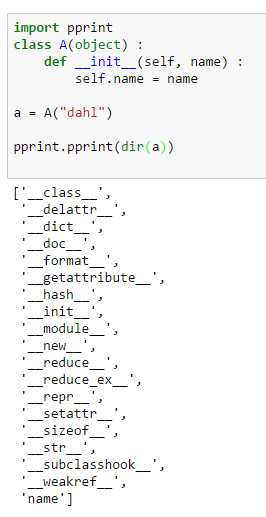 import pprint
class A(object) :
    def __init__(self, name) :
        self.name = name

a = A("dahl")

pprint.pprint(dir(a))

['__class__',
 '__delattr__',
 '__dict__',
 '__doc__',
 '__format__',
 '__getattribute__',
 '__hash__',
 '__init__',
 '__module__',
 '__new__',
 '__reduce__',
 '__reduce_ex__',
 '__repr__',
 '__setattr__',
 '__sizeof__',
 '__str__',
 '__subclasshook__',
 '__weakref__',
 'name']